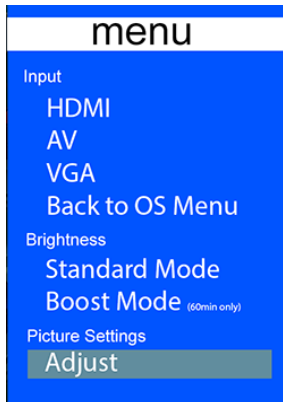 menu
Input
HDMI
AV
VGA
Back to OS Menu
Brightness
Standard Mode
Boost Mode (60min only)
Picture Settings
Adjust